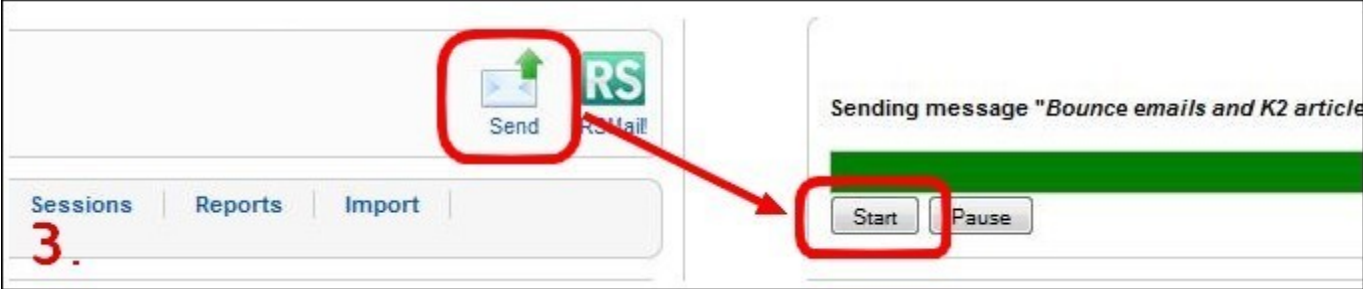 RS
Send RSMail!
Sessions Reports Import
3.
Sending message "Bounce emails and K2 article
Start Pause